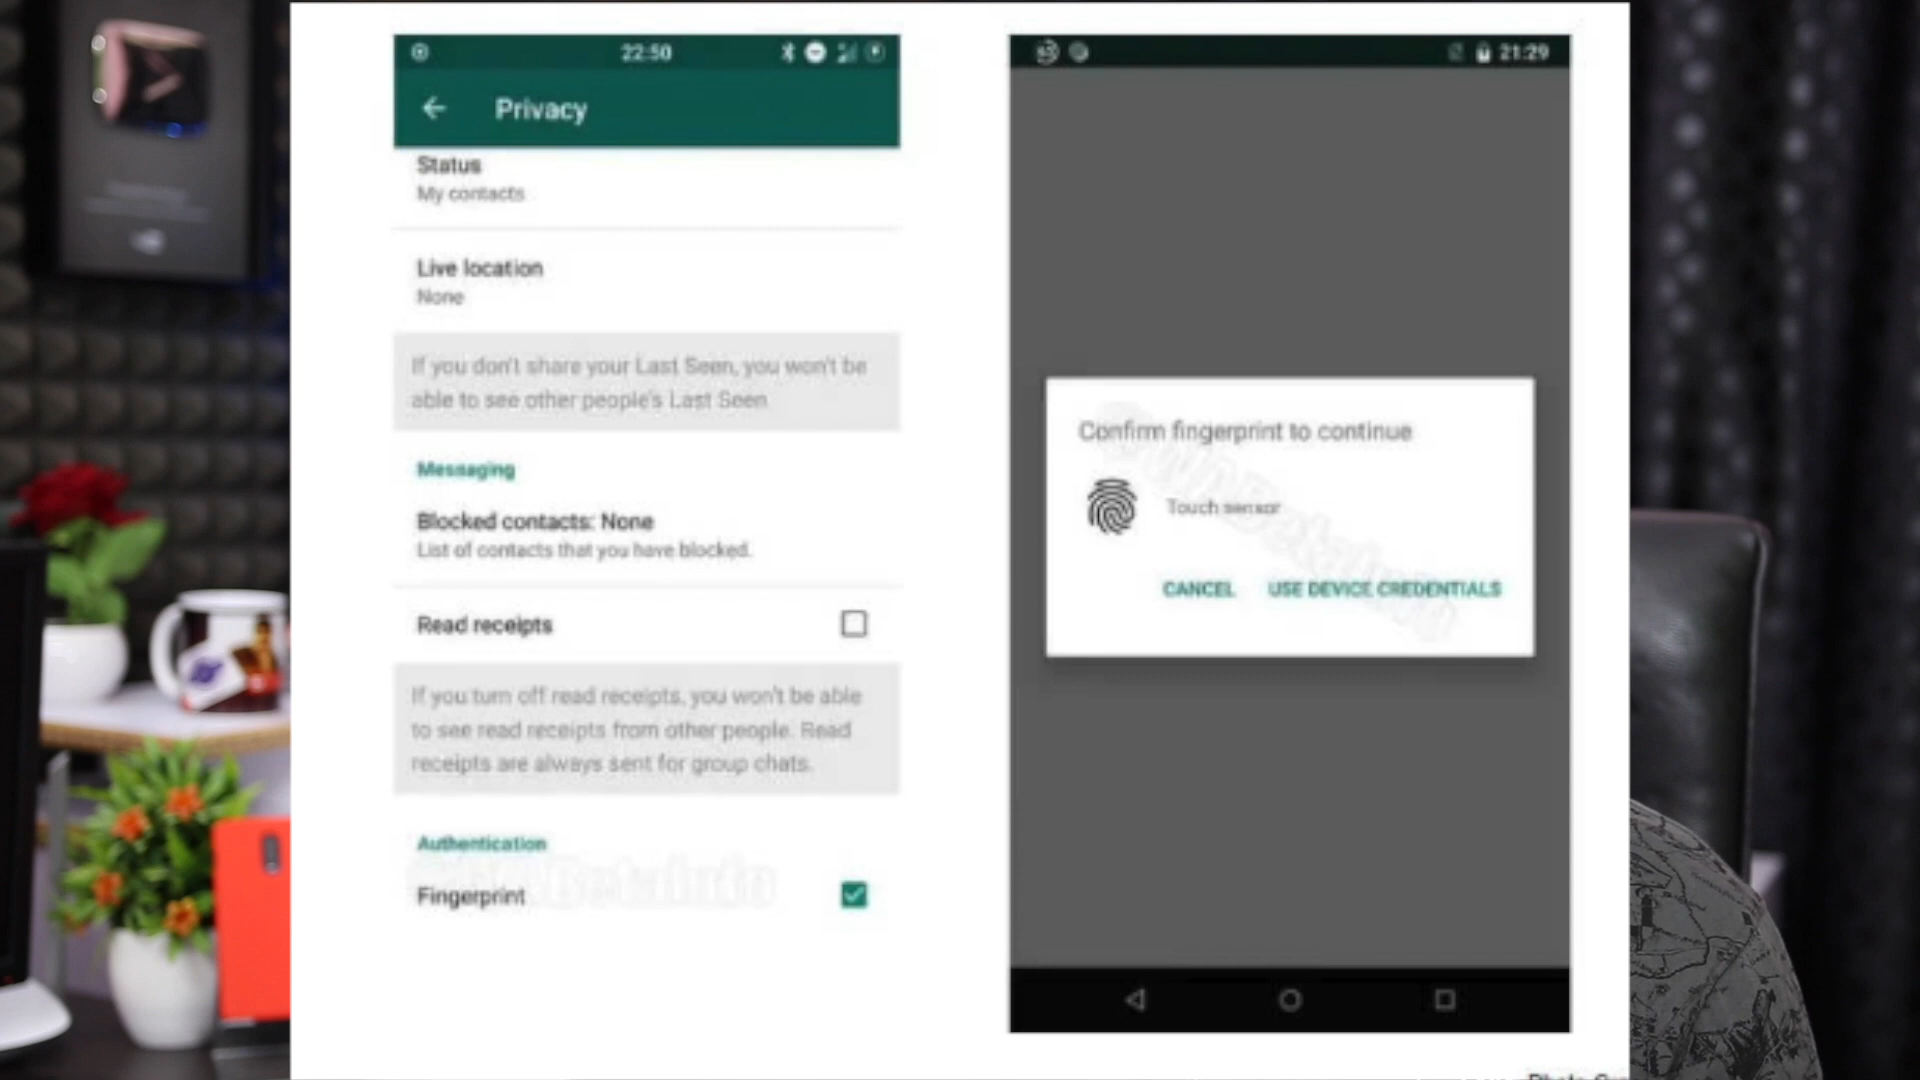 22:50
Privacy
Status
My contacts
Live location
None
If you don't share your Last Seen, you won't be
able to see other people's Last Seen
Messaging
Blocked contacts: None
List of contacts that you have blocked.
Read receipts
If you turn off read receipts, you won't be able
to see read receipts from other people. Read
receipts are always sent for group chats.
Authentication
Fingerprint
21:29
Confirm fingerprint to continue
Touch sensor
CANCEL USE DEVICE CREDENTIALS